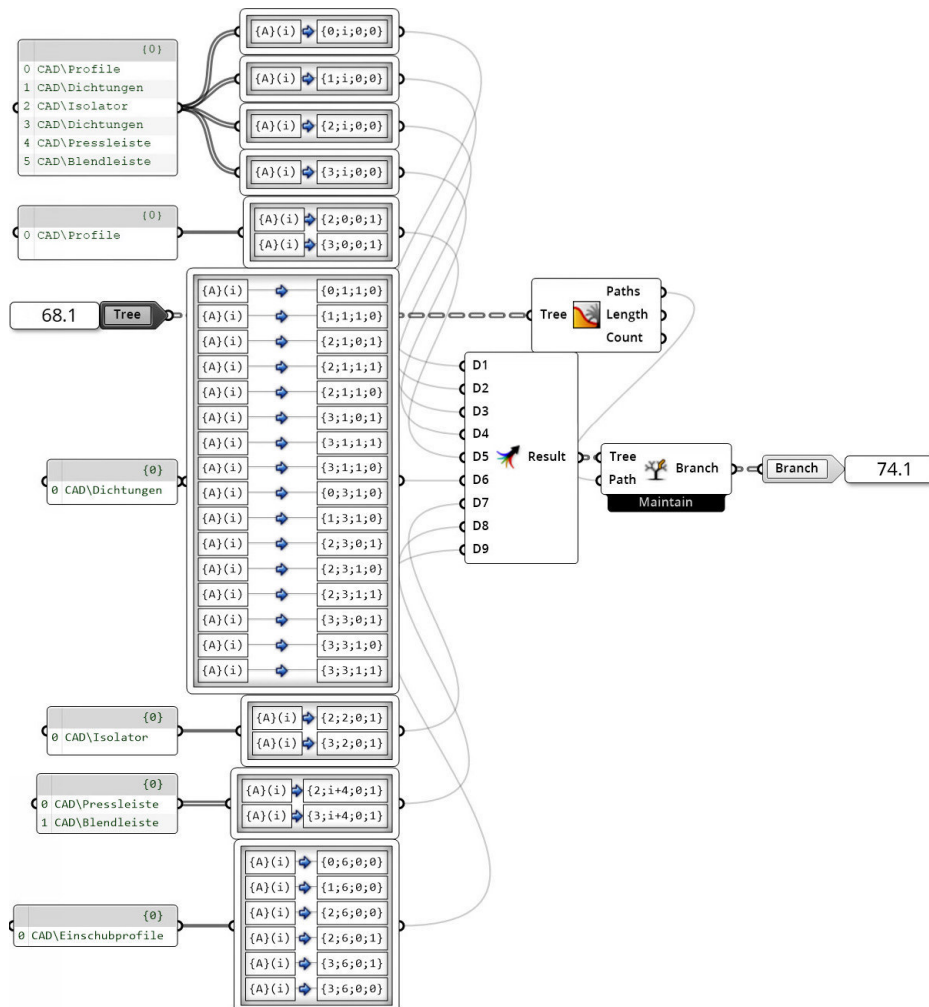 {0}
0 CAD\Profile
1 CAD\Dichtungen
2 CAD\Isolator
3 CAD\Dichtungen
4 CAD\Pressleiste
5 CAD\Blendleiste
{A}(i) {0;i;0;0}
{A}(i) {1;i;0;0}
{A}(i) {2;i;0;0}
{A}(i) {3;i;0;0}
{0}
0 CAD\Profile
{A}(i) {2;0;0;1}
{A}(i) {3;0;0;1}
68.1 Tree
{A}(i) {0;1;1;0}
{A}(i) {1;1;1;0}
{A}(i) {2;1;0;1}
{A}(i) {2;1;1;1}
{A}(i) {2;1;1;0}
{A}(i) {3;1;0;1}
{A}(i) {3;1;1;1}
{A}(i) {3;1;1;0}
{A}(i) {0;3;1;0}
{A}(i) {1;3;1;0}
{A}(i) {2;3;0;1}
{A}(i) {2;3;1;0}
{A}(i) {2;3;1;1}
{A}(i) {3;3;0;1}
{A}(i) {3;3;1;0}
{A}(i) {3;3;1;1}
{0}
0 CAD\Dichtungen
Tree
Paths
Length
Count
D1
D2
D3
D4
D5
D6
D7
D8
D9
Result
Tree
Path
Branch
Maintain
Branch 74.1
{0}
0 CAD\Isolator
{A}(i) {2;2;0;1}
{A}(i) {3;2;0;1}
{0}
0 CAD\Pressleiste
1 CAD\Blendleiste
{A}(i) {2;i+4;0;1}
{A}(i) {3;i+4;0;1}
{0}
0 CAD\Einschubprofile
{A}(i) {0;6;0;0}
{A}(i) {1;6;0;0}
{A}(i) {2;6;0;0}
{A}(i) {2;6;0;1}
{A}(i) {3;6;0;1}
{A}(i) {3;6;0;0}